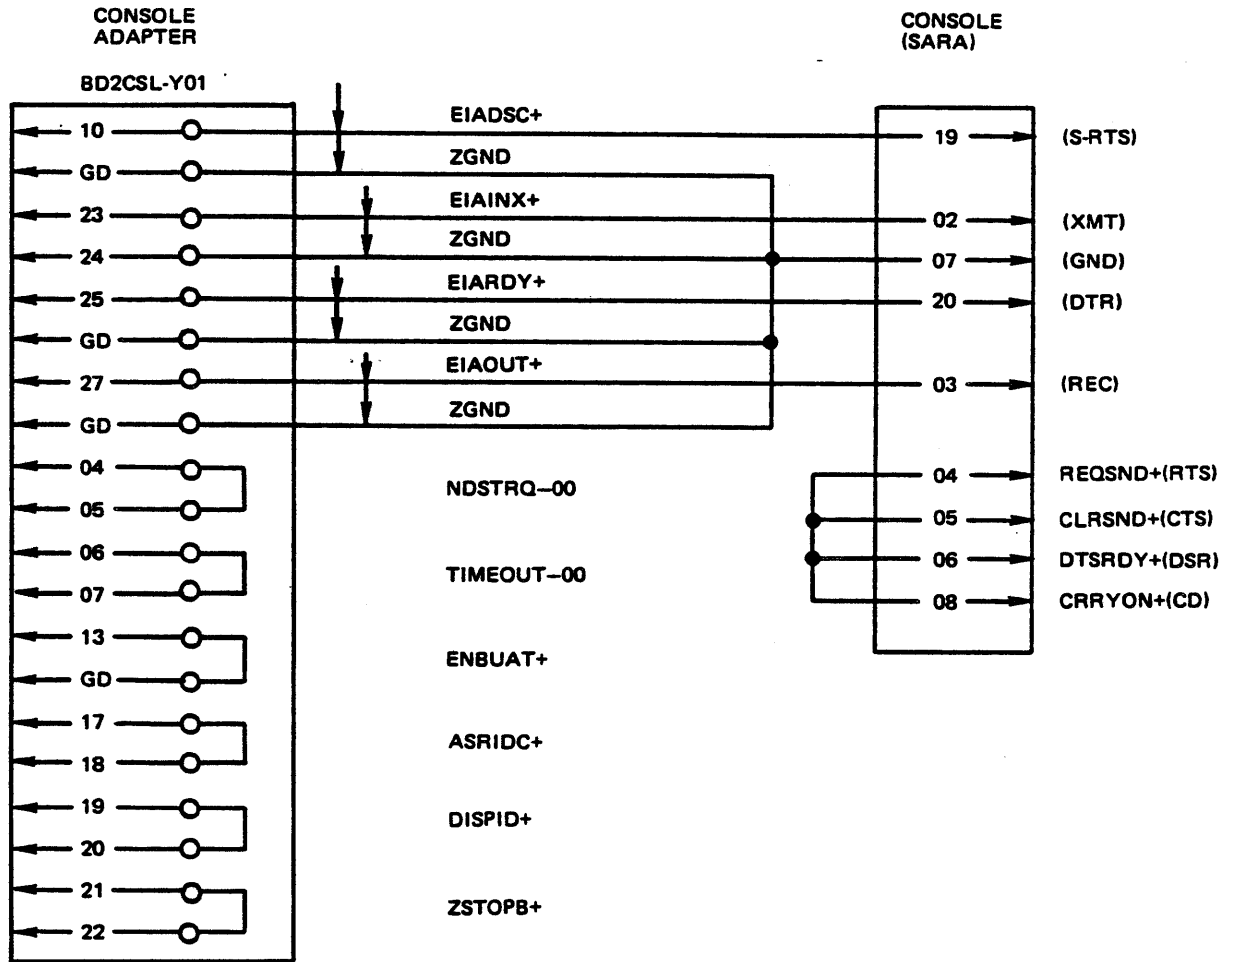 CONSOLE
ADAPTER
CONSOLE
(SARA)
BD2CSL-Y01
10 EIADSC+ 19 (S-RTS)
GD ZGND
23 EIAINX+ 02 (XMT)
24 ZGND 07 (GND)
25 EIARDY+ 20 (DTR)
GD ZGND
27 EIAOUT+ 03 (REC)
GD ZGND
04 NDSTRQ–00 04 REQSND+(RTS)
05 05 CLRSND+(CTS)
06 TIMEOUT–00 06 DTSRDY+(DSR)
07 08 CRRYON+(CD)
13 ENBUAT+
GD
17 ASRIDC+
18
19 DISPID+
20
21 ZSTOPB+
22